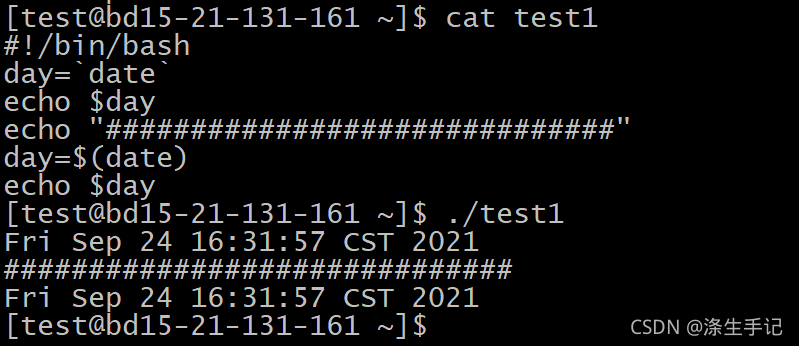 [test@bd15-21-131-161 ~]$ cat test1
#!/bin/bash
day=`date`
echo $day
echo "##############################"
day=$(date)
echo $day
[test@bd15-21-131-161 ~]$ ./test1
Fri Sep 24 16:31:57 CST 2021
##############################
Fri Sep 24 16:31:57 CST 2021
[test@bd15-21-131-161 ~]$
CSDN @涤生手记